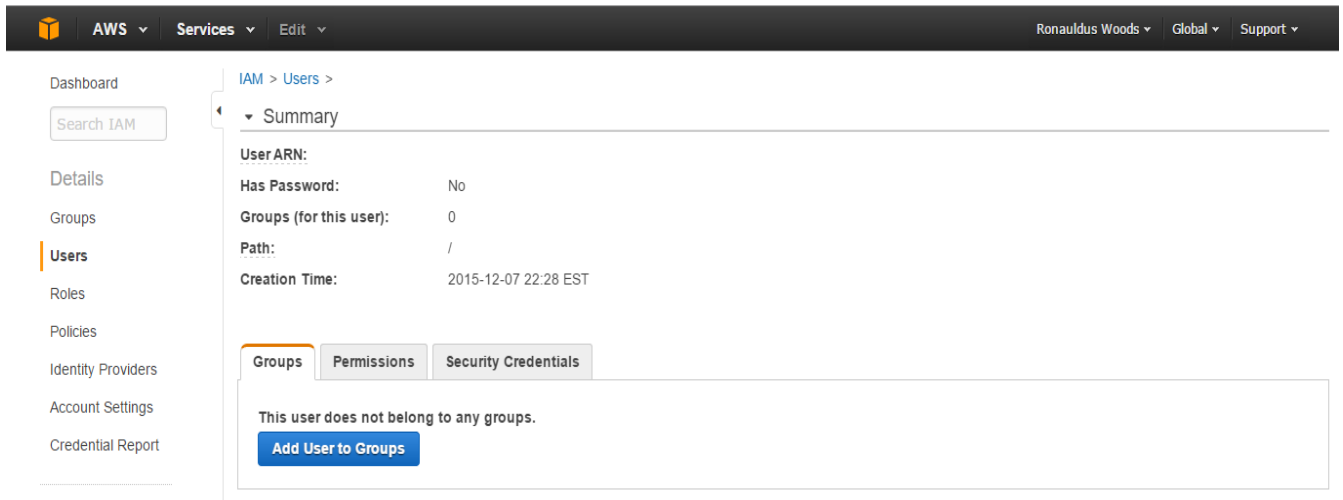 AWS Services Edit Ronauldus Woods Global Support
Dashboard
Search IAM
Details
Groups
Users
Roles
Policies
Identity Providers
Account Settings
Credential Report
IAM > Users >
Summary
User ARN:
Has Password: No
Groups (for this user): 0
Path: /
Creation Time: 2015-12-07 22:28 EST
Groups Permissions Security Credentials
This user does not belong to any groups.
Add User to Groups